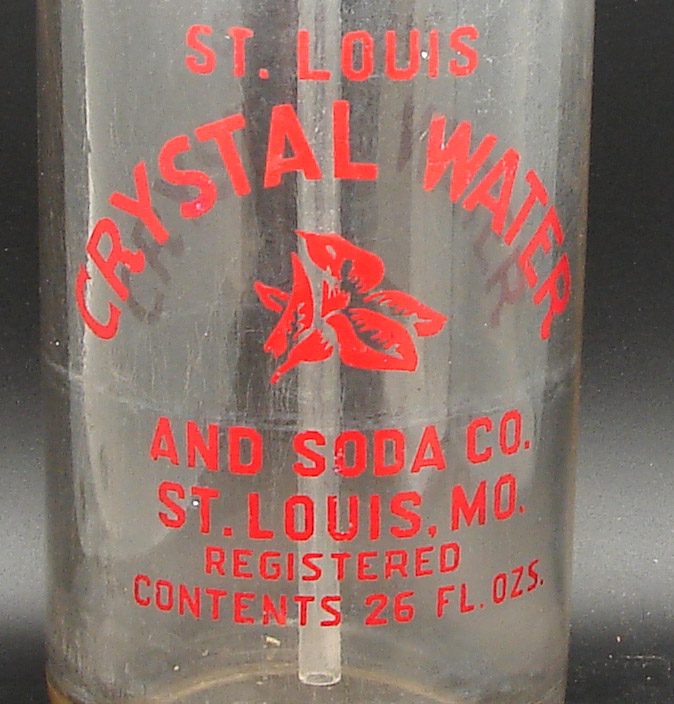 ST. LOUIS
CRYSTAL WATER
AND SODA CO.
ST. LOUIS, MO.
REGISTERED
CONTENTS 26 FL. OZS.